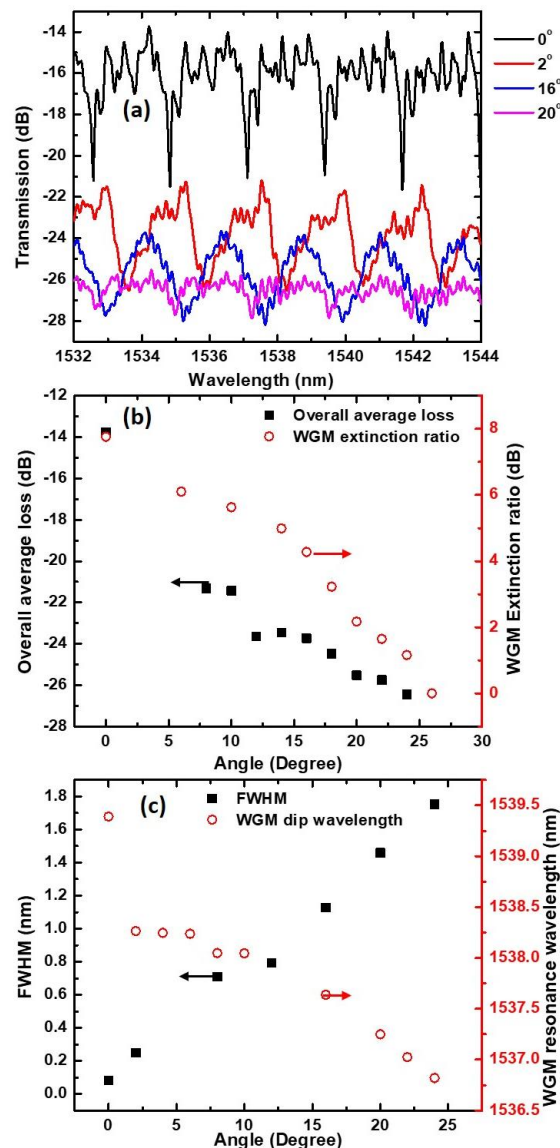 -14
-16
-18
-20
-22
-24
-26
-28
Transmission (dB)
(a)
0°
2°
16°
20°
1532 1534 1536 1538 1540 1542 1544
Wavelength (nm)
-12
-14
-16
-18
-20
-22
-24
-26
-28
Overall average loss (dB)
(b)
Overall average loss
WGM extinction ratio
8
6
4
2
0
WGM Extinction ratio (dB)
0 5 10 15 20 25 30
Angle (Degree)
1.8
1.6
1.4
1.2
1.0
0.8
0.6
0.4
0.2
0.0
FWHM (nm)
(c)
FWHM
WGM dip wavelength
1539.5
1539.0
1538.5
1538.0
1537.5
1537.0
1536.5
WGM resonance wavelength (nm)
0 5 10 15 20 25
Angle (Degree)